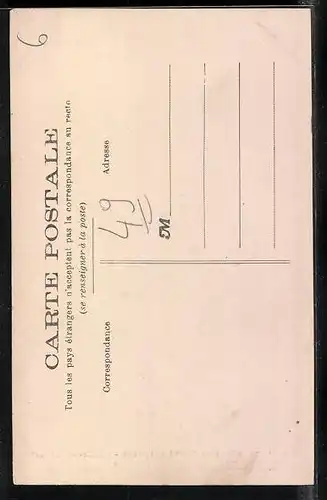 6
CARTE POSTALE
Tous les pays étrangers n'acceptent pas la correspondance au recto
(se renseigner à la poste)
Correspondance
Adresse
49
M